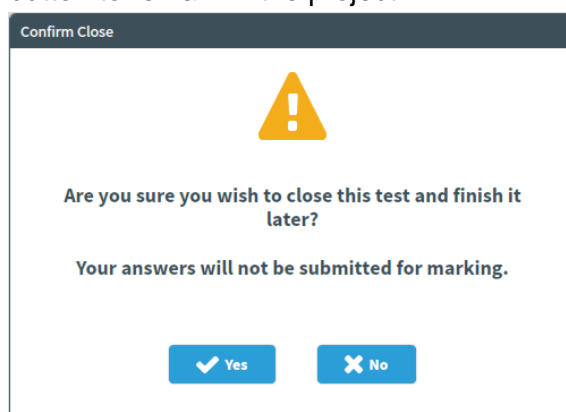 Confirm Close
Are you sure you wish to close this test and finish it
later?
Your answers will not be submitted for marking.
Yes
No